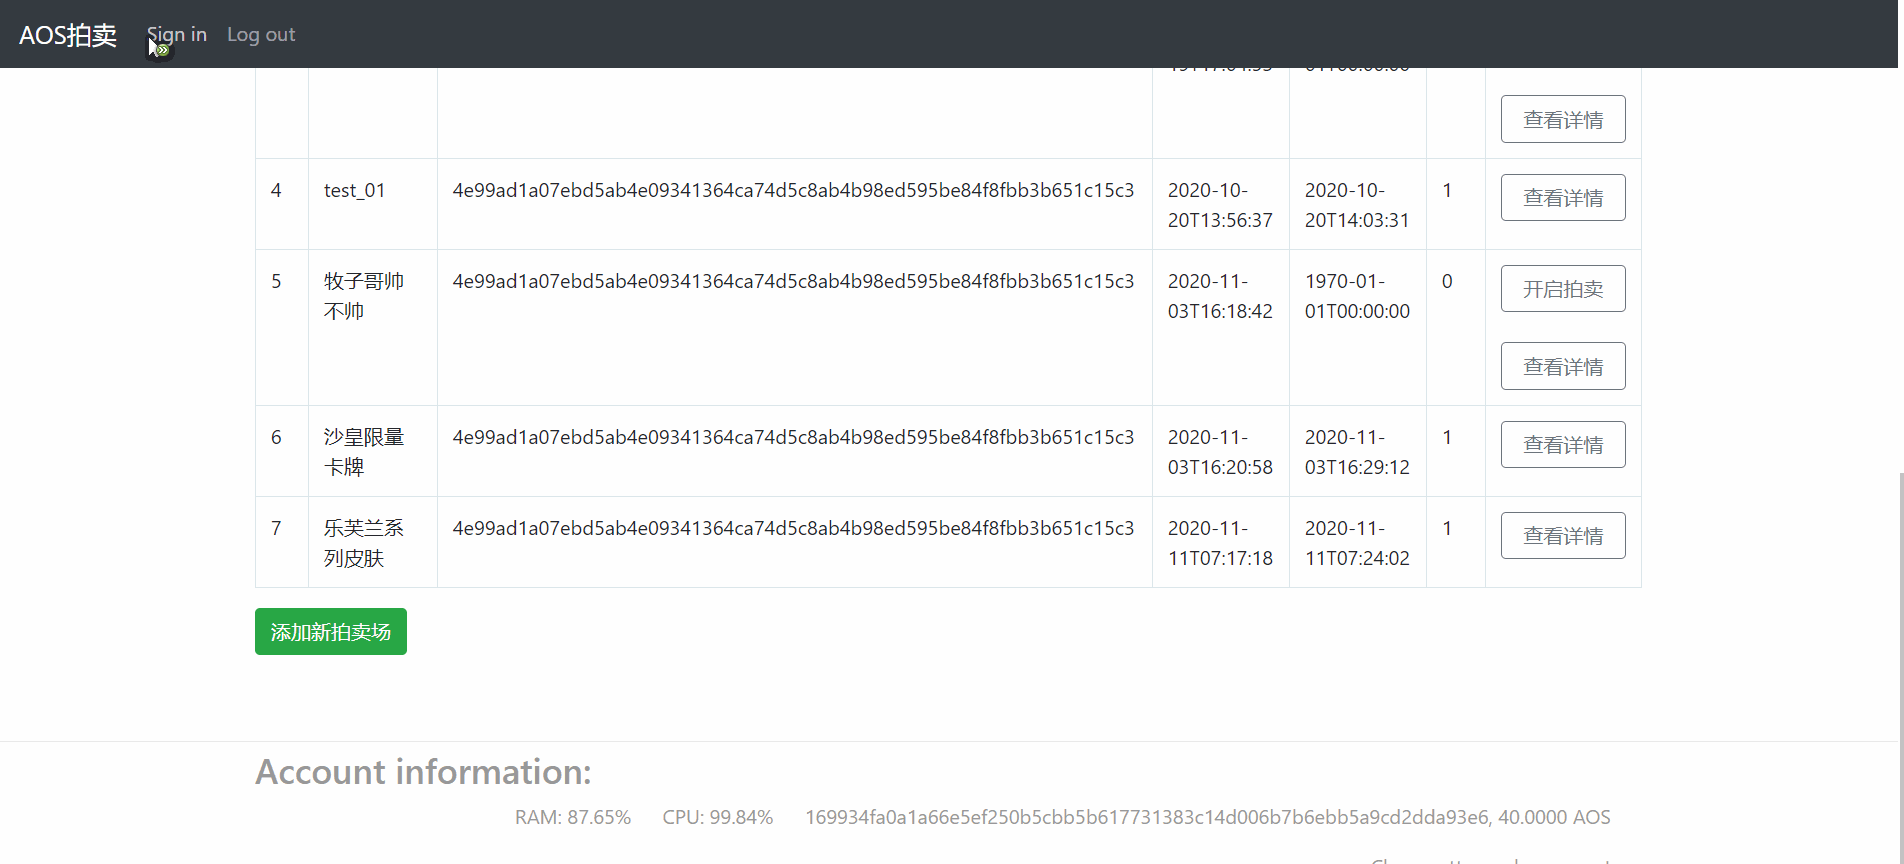 AOS拍卖 Sign in Log out
查看详情
4 test_01 4e99ad1a07ebd5ab4e09341364ca74d5c8ab4b98ed595be84f8fbb3b651c15c3 2020-10- 2020-10- 1 查看详情
20T13:56:37 20T14:03:31
5 牧子哥帅 4e99ad1a07ebd5ab4e09341364ca74d5c8ab4b98ed595be84f8fbb3b651c15c3 2020-11- 1970-01- 0 开启拍卖
不帅 03T16:18:42 01T00:00:00
查看详情
6 沙皇限量 4e99ad1a07ebd5ab4e09341364ca74d5c8ab4b98ed595be84f8fbb3b651c15c3 2020-11- 2020-11- 1 查看详情
卡牌 03T16:20:58 03T16:29:12
7 乐芙兰系 4e99ad1a07ebd5ab4e09341364ca74d5c8ab4b98ed595be84f8fbb3b651c15c3 2020-11- 2020-11- 1 查看详情
列皮肤 11T07:17:18 11T07:24:02
添加新拍卖场
Account information:
RAM: 87.65% CPU: 99.84% 169934fa0a1a66e5ef250b5cbb5b617731383c14d006b7b6ebb5a9cd2dda93e6, 40.0000 AOS